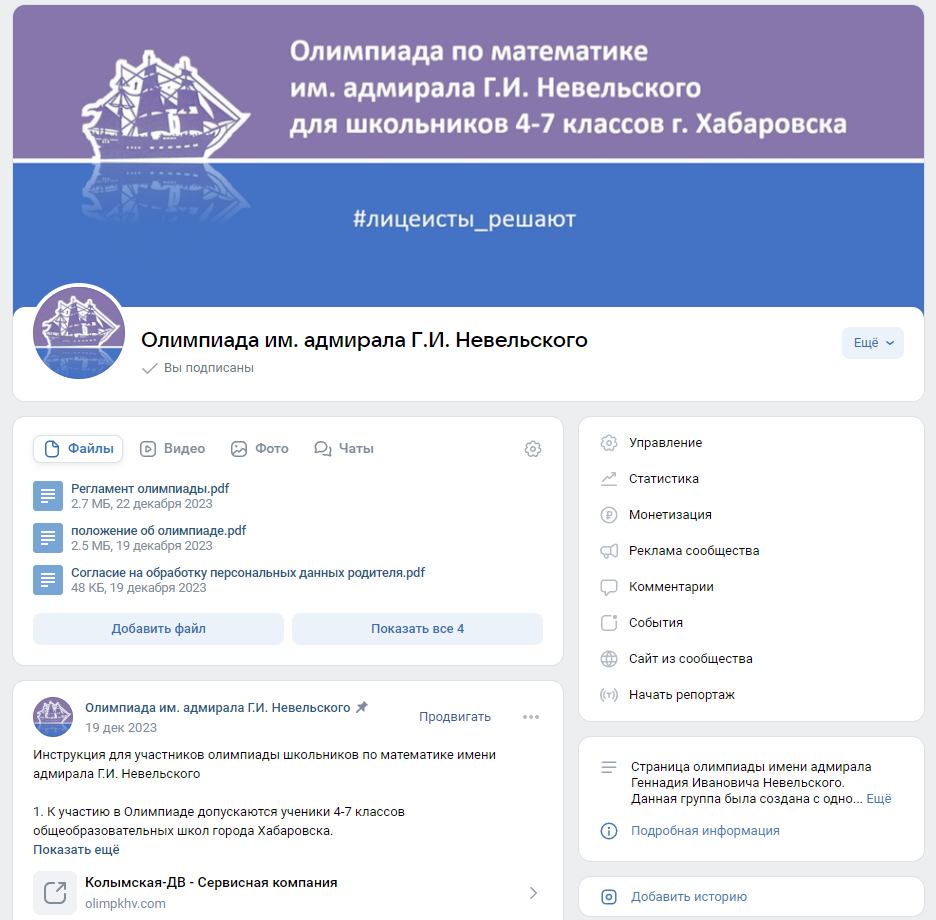 Олимпиада по математике
им. адмирала Г.И. Невельского
для школьников 4-7 классов г. Хабаровска
#лицеисты_решают
Олимпиада им. адмирала Г.И. Невельского
Вы подписаны
Ещё
Файлы
Видео
Фото
Чаты
Регламент олимпиады.pdf
2.7 МБ, 22 декабря 2023
положение об олимпиаде.pdf
2.5 МБ, 19 декабря 2023
Согласие на обработку персональных данных родителя.pdf
48 КБ, 19 декабря 2023
Добавить файл
Показать все 4
Олимпиада им. адмирала Г.И. Невельского
19 дек 2023
Продвигать
Инструкция для участников олимпиады школьников по математике имени
адмирала Г.И. Невельского
1. К участию в Олимпиаде допускаются ученики 4-7 классов
общеобразовательных школ города Хабаровска.
Показать ещё
Колымская-ДВ - Сервисная компания
olimpkhv.com
Управление
Статистика
Монетизация
Реклама сообщества
Комментарии
События
Сайт из сообщества
Начать репортаж
Страница олимпиады имени адмирала
Геннадия Ивановича Невельского.
Данная группа была создана с одно... Ещё
Подробная информация
Добавить историю